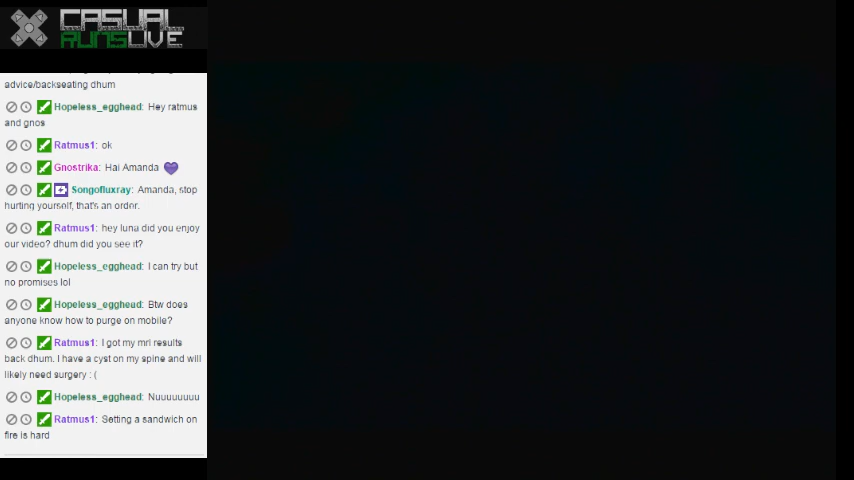 CASUAL
RUNSLIVE
advice/backseating dhum
Hopeless_egghead: Hey ratmus
and gnos
Ratmus1: ok
Gnostrika: Hai Amanda
Songofluxray: Amanda, stop
hurting yourself, that's an order.
Ratmus1: hey luna did you enjoy
our video? dhum did you see it?
Hopeless_egghead: I can try but
no promises lol
Hopeless_egghead: Btw does
anyone know how to purge on mobile?
Ratmus1: I got my mri results
back dhum. I have a cyst on my spine and will
likely need surgery : (
Hopeless_egghead: Nuuuuuuuu
Ratmus1: Setting a sandwich on
fire is hard